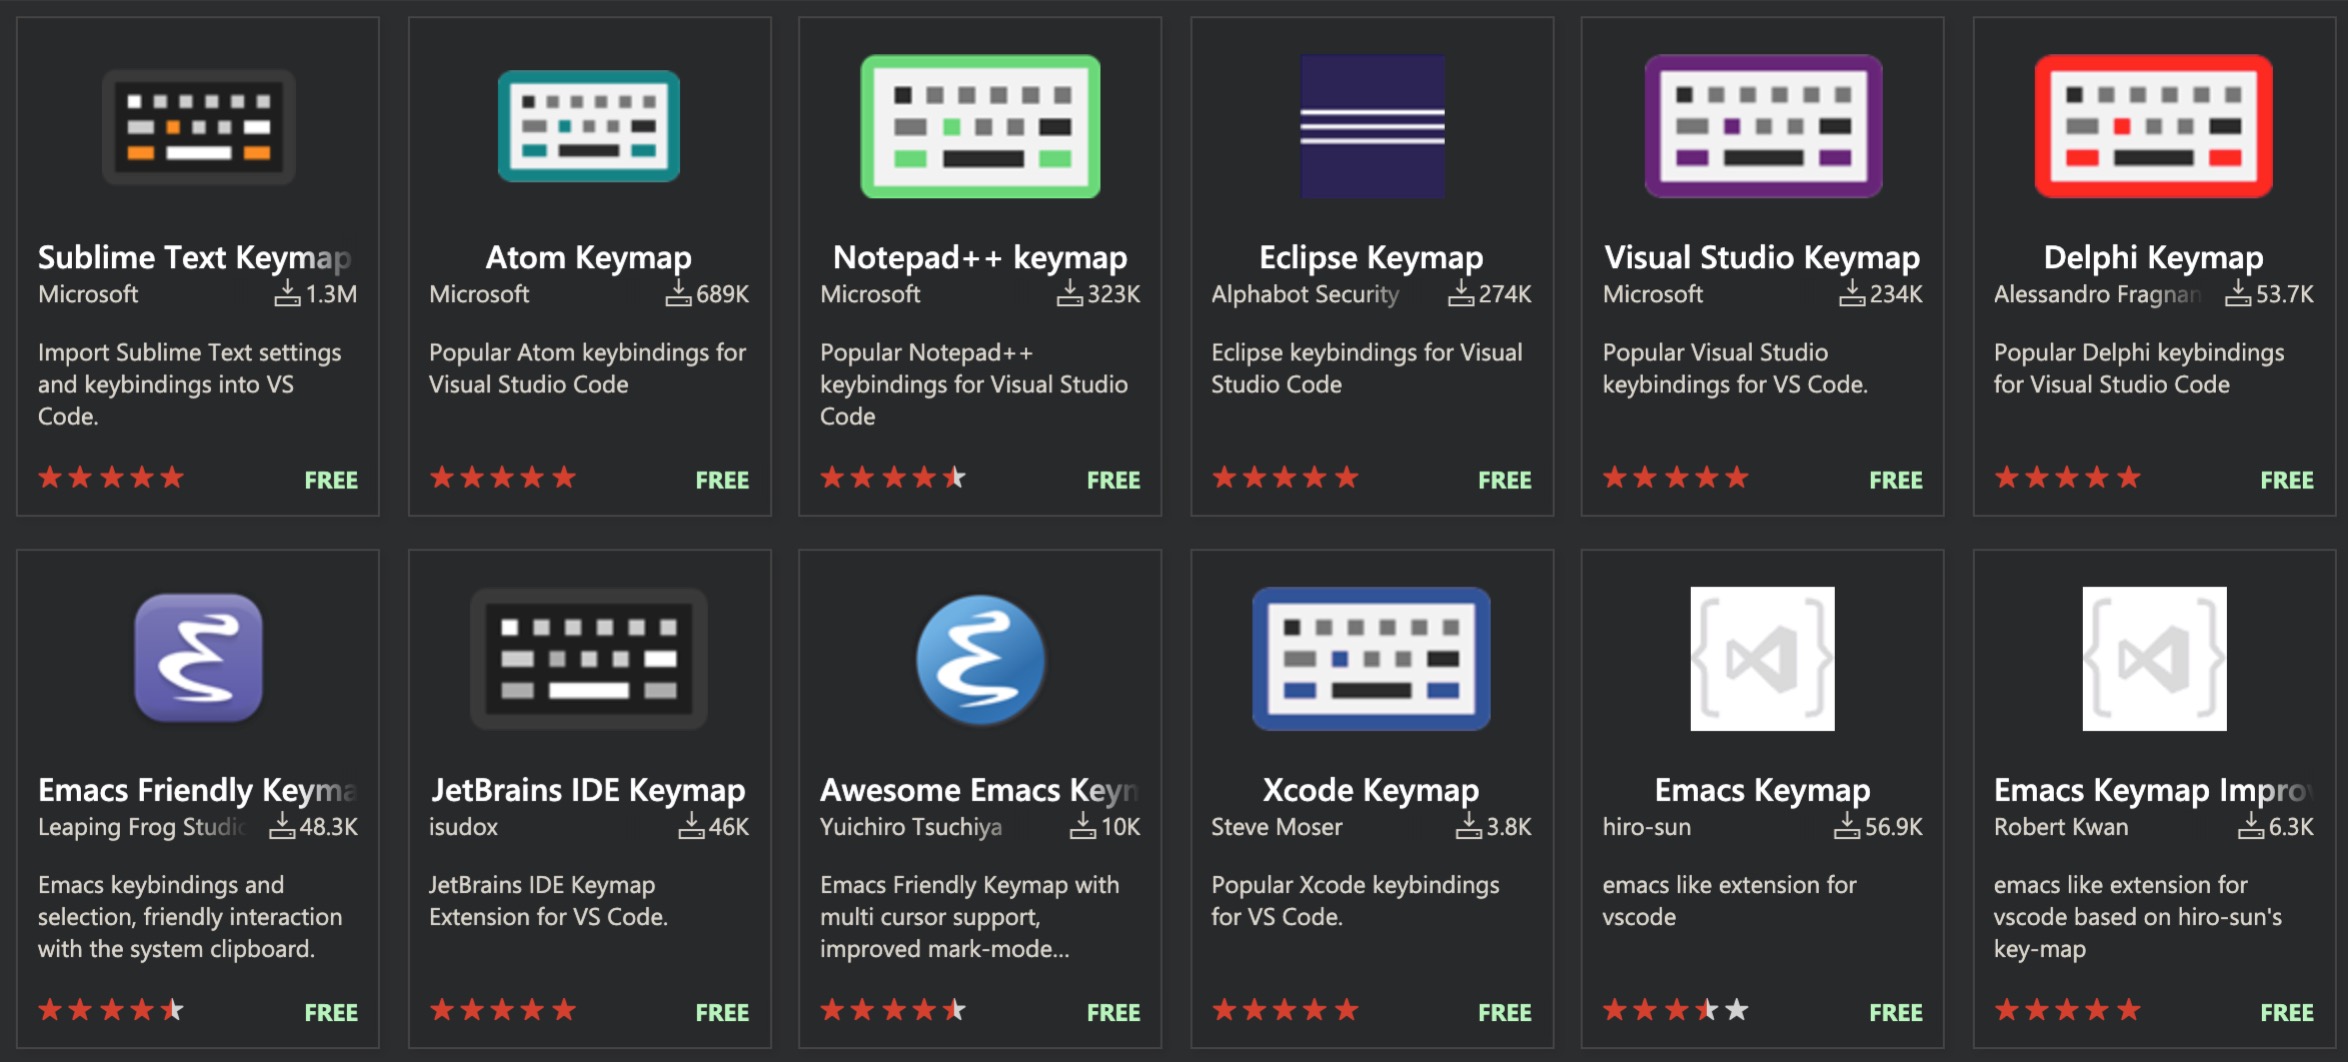 Sublime Text Keymap
Microsoft 1.3M
Import Sublime Text settings
and keybindings into VS
Code.
FREE
Atom Keymap
Microsoft 689K
Popular Atom keybindings for
Visual Studio Code
FREE
Notepad++ keymap
Microsoft 323K
Popular Notepad++
keybindings for Visual Studio
Code
FREE
Eclipse Keymap
Alphabot Security 274K
Eclipse keybindings for Visual
Studio Code
FREE
Visual Studio Keymap
Microsoft 234K
Popular Visual Studio
keybindings for VS Code.
FREE
Delphi Keymap
Alessandro Fragnan 53.7K
Popular Delphi keybindings
for Visual Studio Code
FREE
Emacs Friendly Keyma
Leaping Frog Studio 48.3K
Emacs keybindings and
selection, friendly interaction
with the system clipboard.
FREE
JetBrains IDE Keymap
isudox 46K
JetBrains IDE Keymap
Extension for VS Code.
FREE
Awesome Emacs Keym
Yuichiro Tsuchiya 10K
Emacs Friendly Keymap with
multi cursor support,
improved mark-mode...
FREE
Xcode Keymap
Steve Moser 3.8K
Popular Xcode keybindings
for VS Code.
FREE
Emacs Keymap
hiro-sun 56.9K
emacs like extension for
vscode
FREE
Emacs Keymap Improv
Robert Kwan 6.3K
emacs like extension for
vscode based on hiro-sun's
key-map
FREE